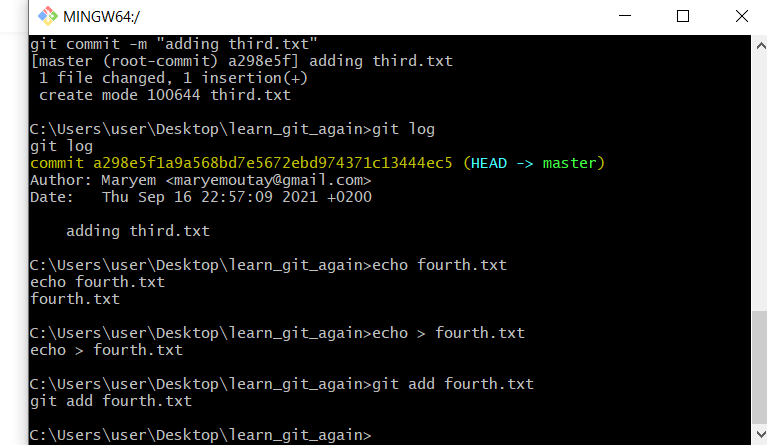 MINGW64:/
git commit -m "adding third.txt"
[master (root-commit) a298e5f] adding third.txt
 1 file changed, 1 insertion(+)
 create mode 100644 third.txt

C:\Users\user\Desktop\learn_git_again>git log
git log
commit a298e5f1a9a568bd7e5672ebd974371c13444ec5 (HEAD -> master)
Author: Maryem <maryemoutay@gmail.com>
Date:   Thu Sep 16 22:57:09 2021 +0200

    adding third.txt

C:\Users\user\Desktop\learn_git_again>echo fourth.txt
echo fourth.txt
fourth.txt

C:\Users\user\Desktop\learn_git_again>echo > fourth.txt
echo > fourth.txt

C:\Users\user\Desktop\learn_git_again>git add fourth.txt
git add fourth.txt

C:\Users\user\Desktop\learn_git_again>